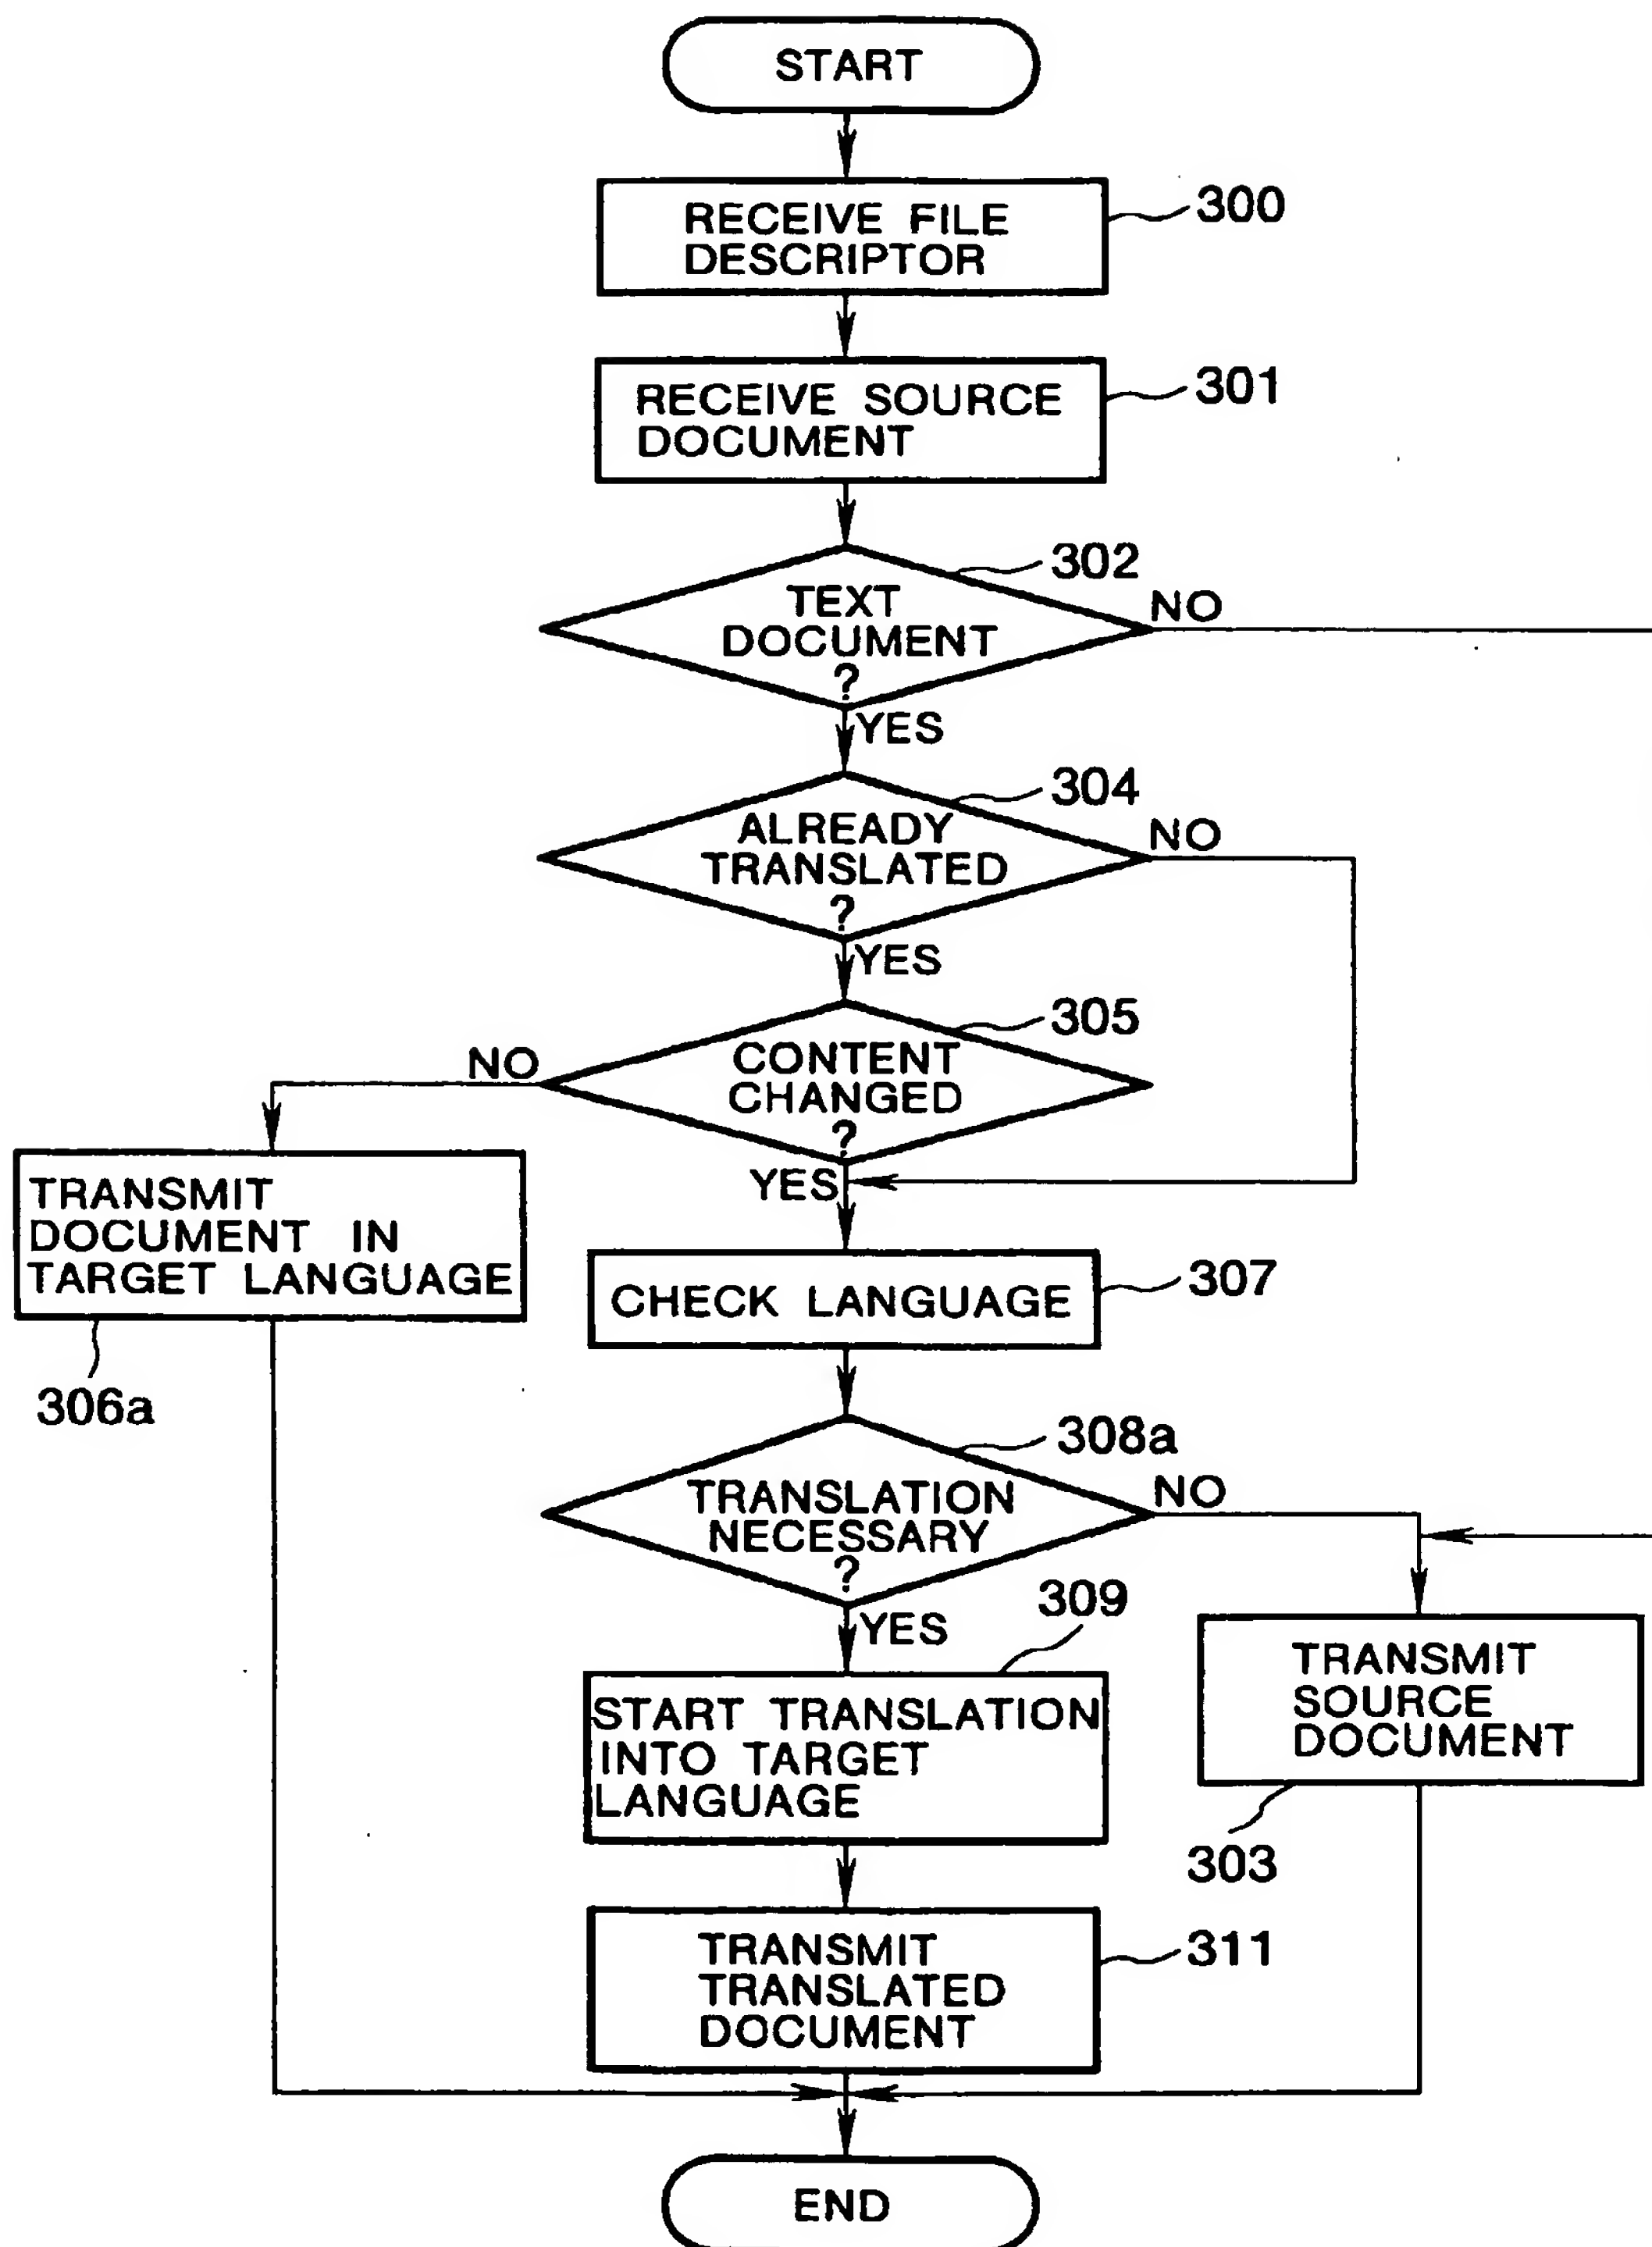 START
RECEIVE FILE
DESCRIPTOR
300
RECEIVE SOURCE
DOCUMENT
301
302
TEXT
DOCUMENT
?
NO
YES
304
ALREADY
TRANSLATED
?
NO
YES
305
CONTENT
CHANGED
?
NO
YES
TRANSMIT
DOCUMENT IN
TARGET LANGUAGE
306a
CHECK LANGUAGE
307
308a
TRANSLATION
NECESSARY
?
NO
YES
309
START TRANSLATION
INTO TARGET
LANGUAGE
TRANSMIT
SOURCE
DOCUMENT
303
TRANSMIT
TRANSLATED
DOCUMENT
311
END